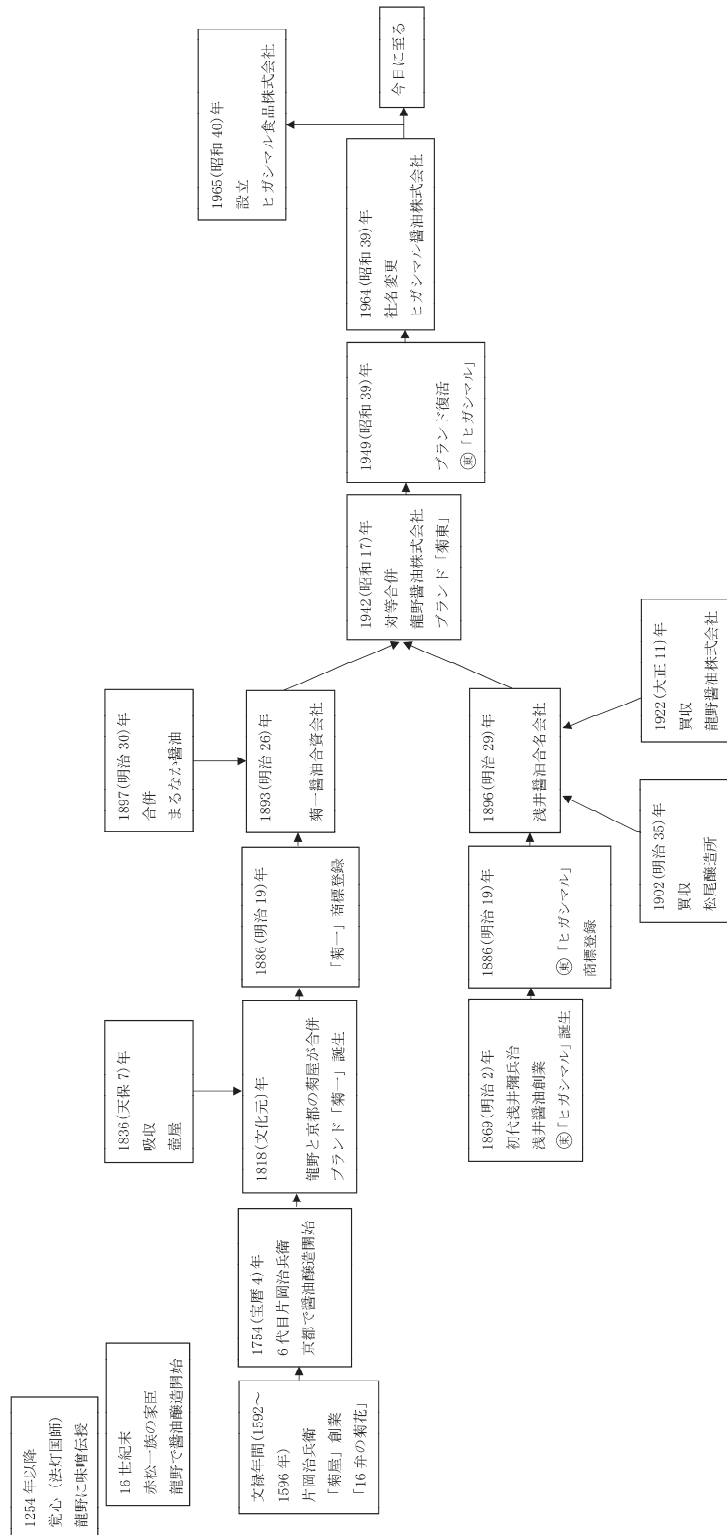 1254年以降
覚心（法灯国師）
龍野に味噌伝授
16世紀末
赤松一族の家臣
龍野で醤油醸造開始
文禄年間(1592～
1596年)
片岡治兵衛
「菊屋」創業
「16弁の菊花」
1754(宝暦4)年
6代目片岡治兵衛
京都で醤油醸造開始
1836(天保7)年
吸収
壺屋
1818(文化元)年
龍野と京都の菊屋が合併
ブランド「菊一」誕生
1886(明治19)年
「菊一」商標登録
1897(明治30)年
合併
まるなか醤油
1893(明治26)年
菊一醤油合資会社
1869(明治2)年
初代浅井彌兵治
浅井醤油創業
㊊「ヒガシマル」誕生
1886(明治19)年
東「ヒガシマル」
商標登録
1896(明治29)年
浅井醤油合名会社
1902(明治35)年
買収
松尾醸造所
1922(大正11)年
買収
龍野醤油株式会社
1942(昭和17)年
対等合併
龍野醤油株式会社
ブランド「菊東」
1949(昭和39)年
ブランド復活
東「ヒガシマル」
1964(昭和39)年
社名変更
ヒガシマル醤油株式会社
1965(昭和40)年
設立
ヒガシマル食品株式会社
今日に至る